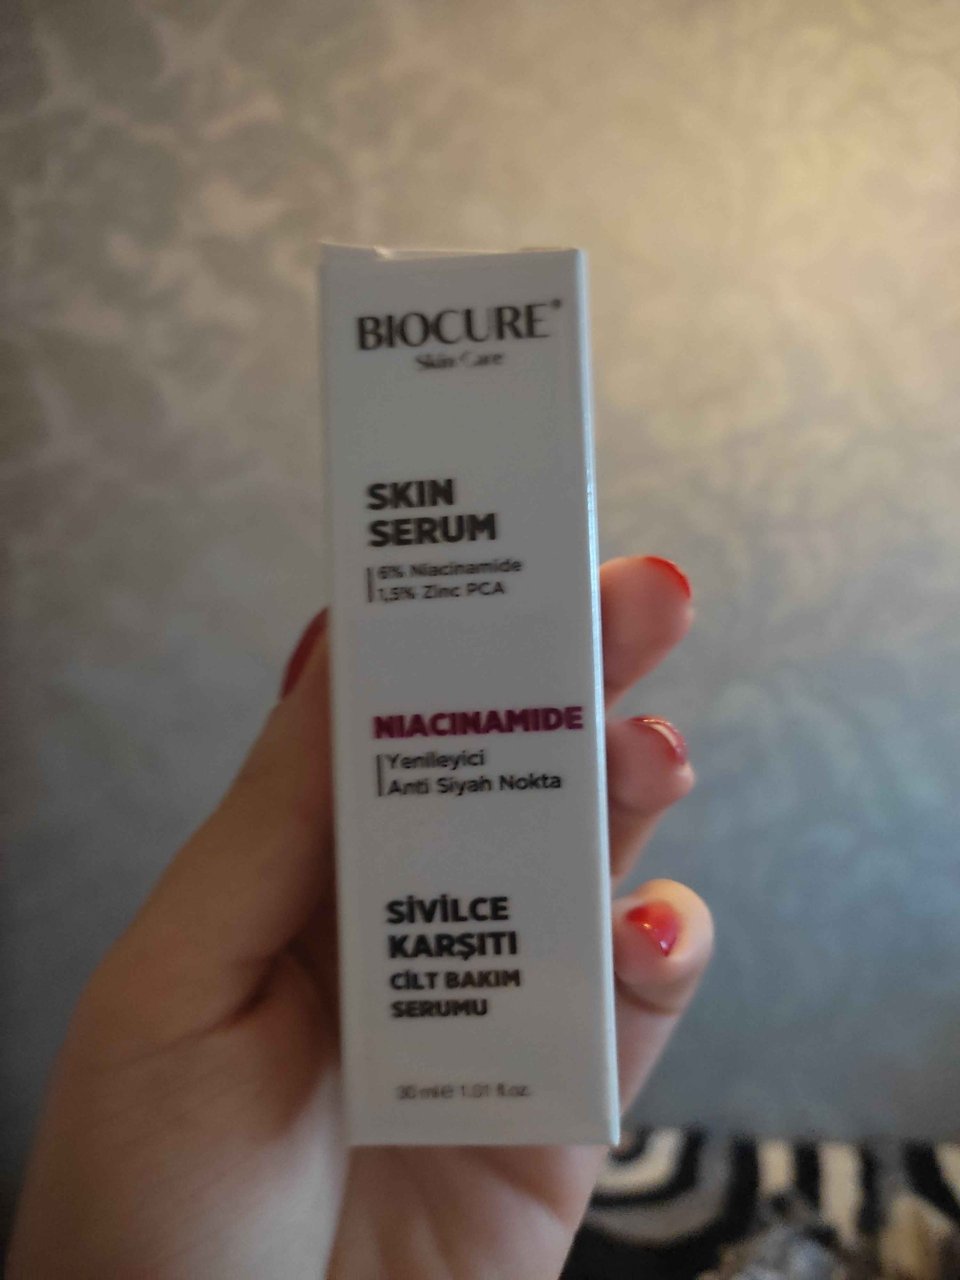 BIOCURE®
Skin Care
SKIN
SERUM
6% Niacinamide
1,5% Zinc PCA
NIACINAMIDE
Yenileyici
Anti Siyah Nokta
SİVİLCE
KARŞITI
CİLT BAKIM
SERUMU
30 ml e 1.01 fl.oz.